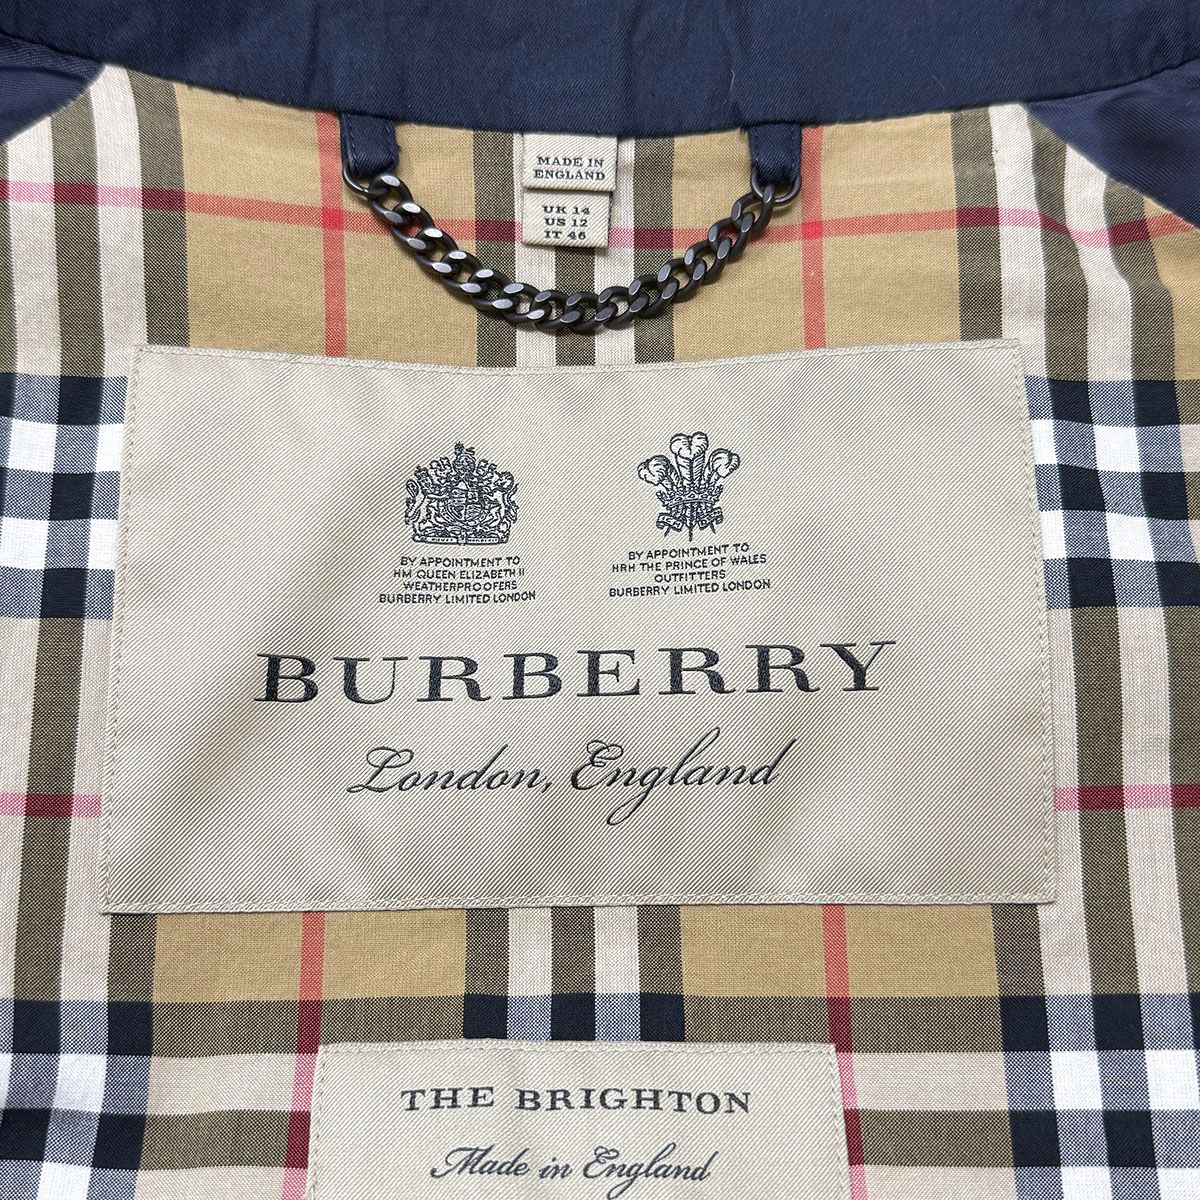 MADE IN
ENGLAND
UK 14
US 12
IT 46
BY APPOINTMENT TO
HM QUEEN ELIZABETH II
WEATHERPROOFERS
BURBERRY LIMITED LONDON
BY APPOINTMENT TO
HRH THE PRINCE OF WALES
OUTFITTERS
BURBERRY LIMITED LONDON
BURBERRY
London, England
THE BRIGHTON
Made in England